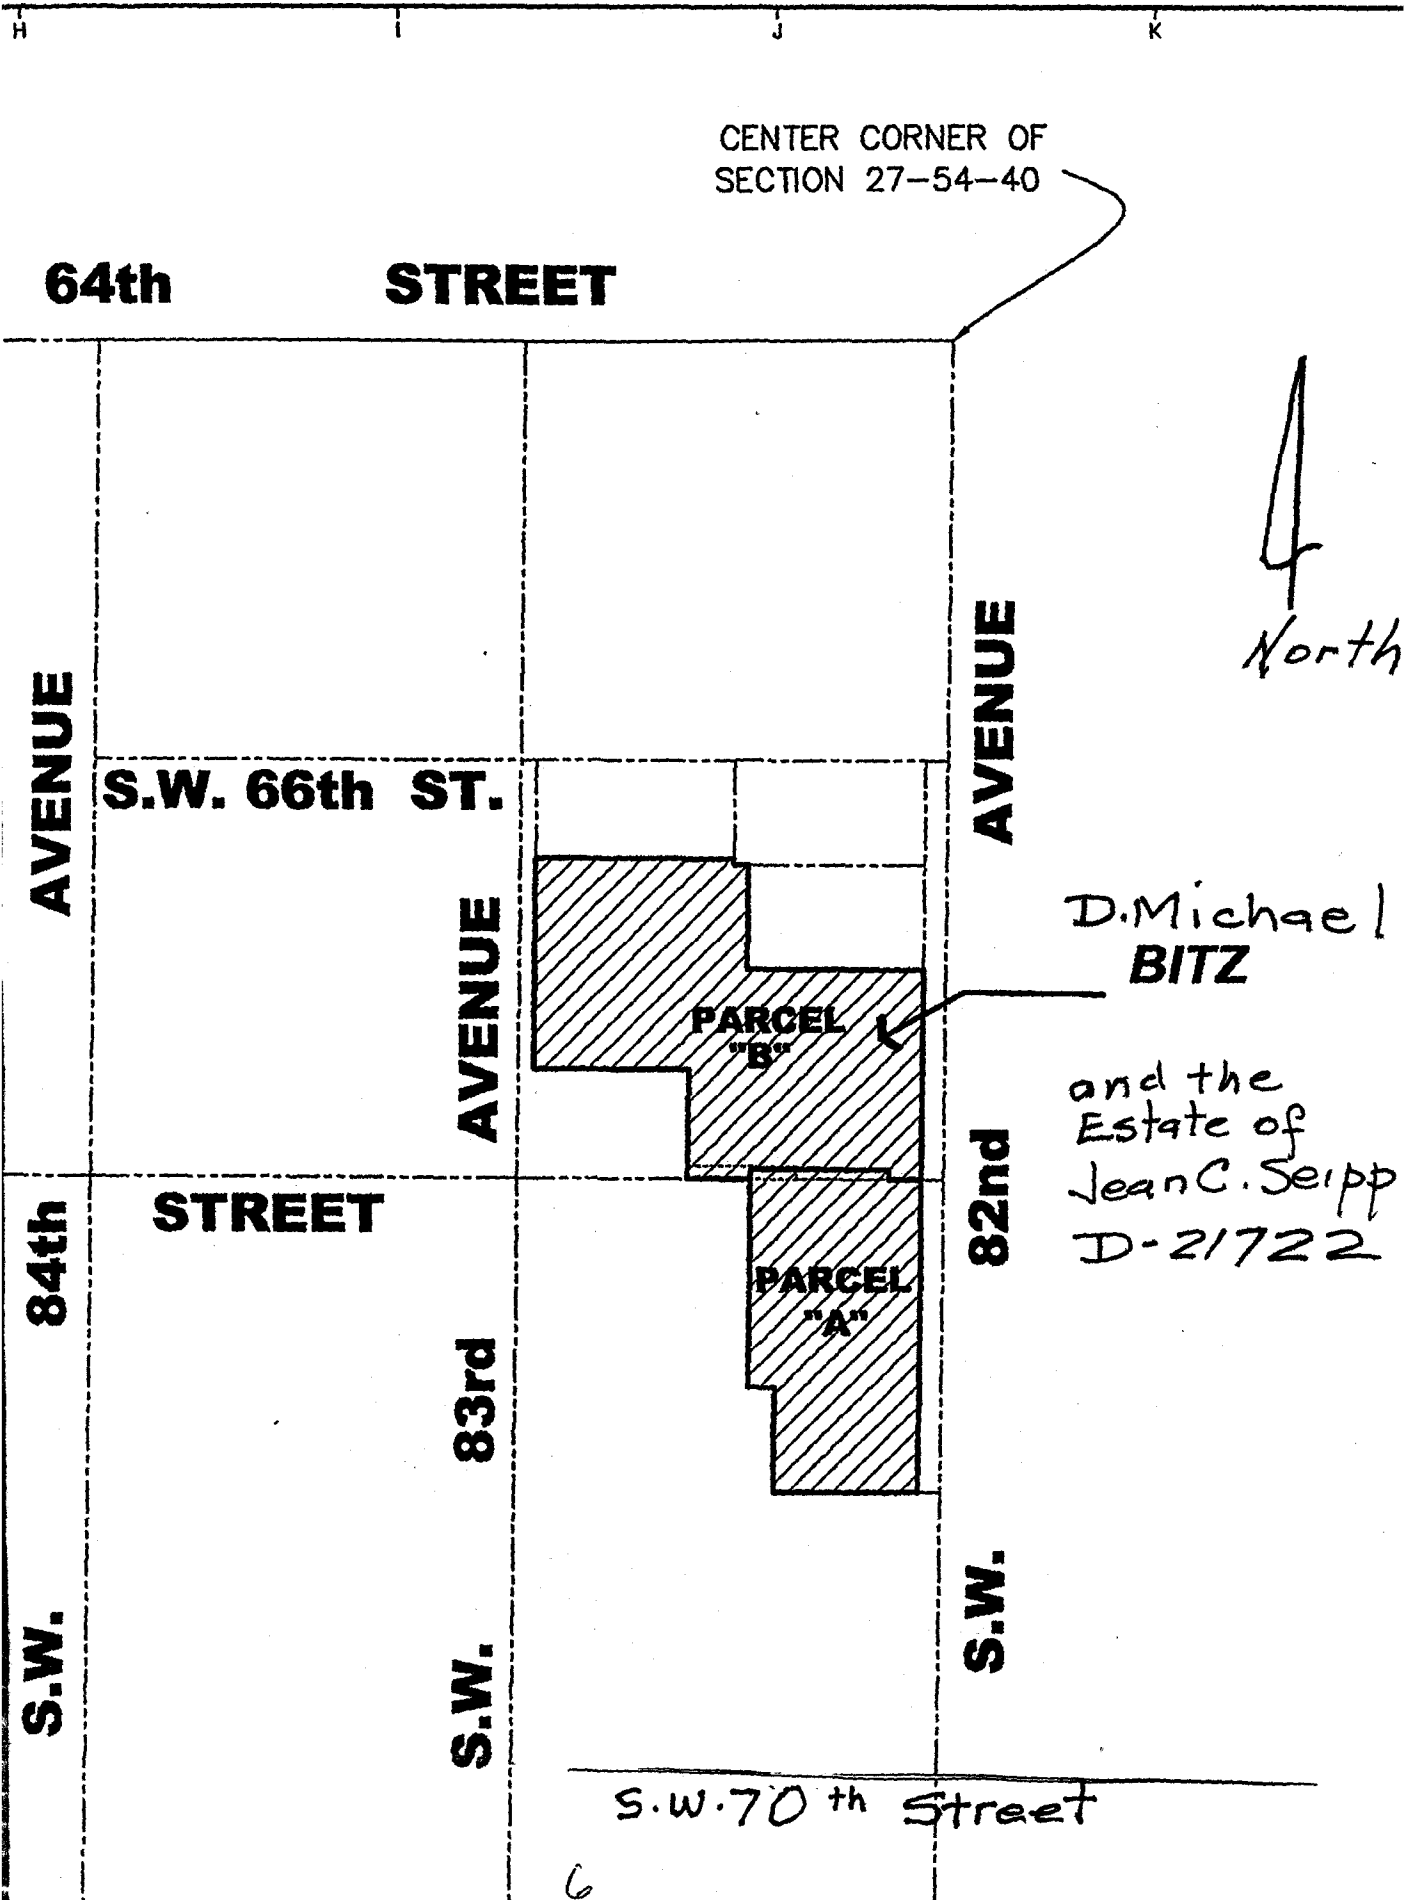 H I J K
CENTER CORNER OF
SECTION 27-54-40
64th STREET
North
S.W. 66th ST.
S.W. 84th AVENUE
S.W. 83rd AVENUE
S.W. 82nd AVENUE
D. Michael
BITZ
PARCEL
"B"
and the
Estate of
Jean C. Seipp
D-21722
STREET
PARCEL
"A"
S.W. 70th Street
6